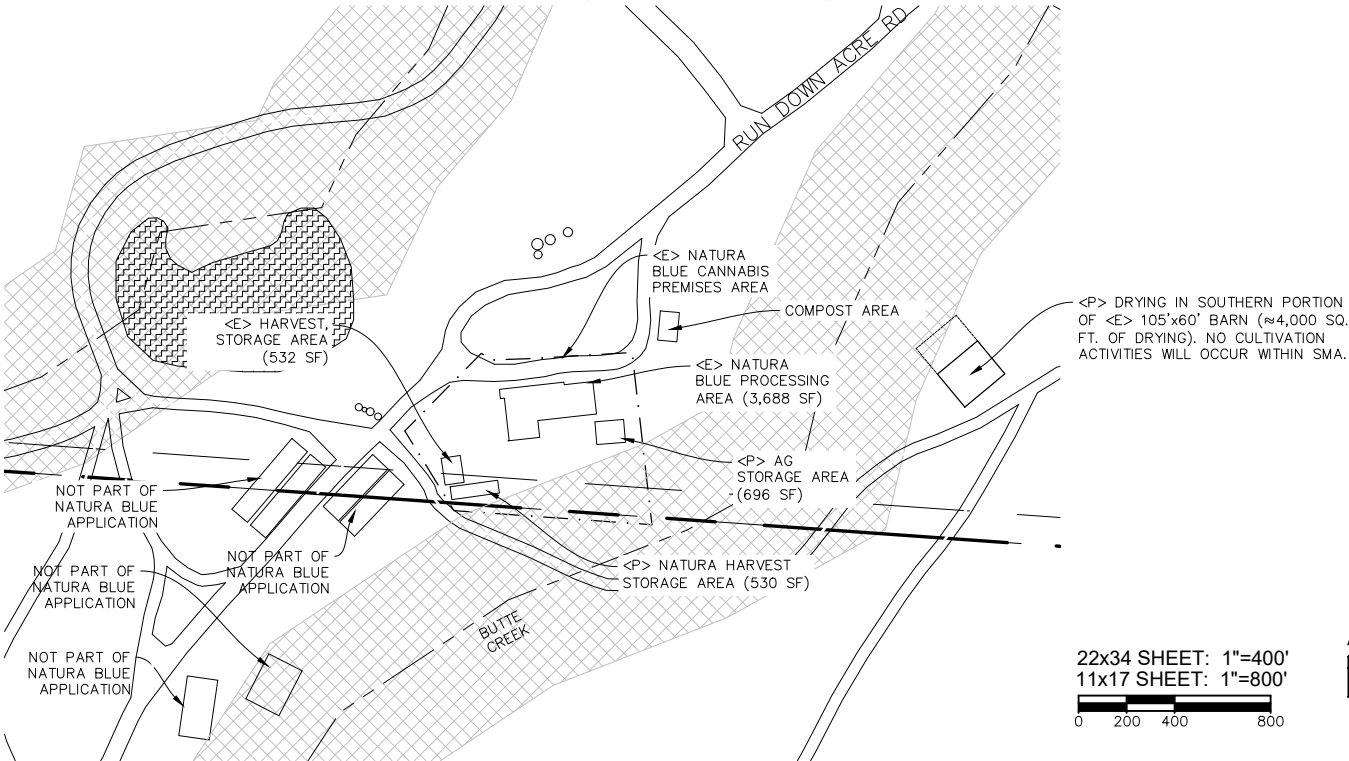 RUN DOWN ACRE RD
<E> NATURA
BLUE CANNABIS
PREMISES AREA
COMPOST AREA
<P> DRYING IN SOUTHERN PORTION
OF <E> 105'x60' BARN (≈4,000 SQ.
FT. OF DRYING). NO CULTIVATION
ACTIVITIES WILL OCCUR WITHIN SMA.
<E> HARVEST,
STORAGE AREA
(532 SF)
<E> NATURA
BLUE PROCESSING
AREA (3,688 SF)
<P> AG
STORAGE AREA
(696 SF)
NOT PART OF
NATURA BLUE
APPLICATION
NOT PART OF
NATURA BLUE
APPLICATION
<P> NATURA HARVEST
STORAGE AREA (530 SF)
NOT PART OF
NATURA BLUE
APPLICATION
BUTTE
CREEK
NOT PART OF
NATURA BLUE
APPLICATION
22x34 SHEET: 1"=400'
11x17 SHEET: 1"=800'
0 200 400 800